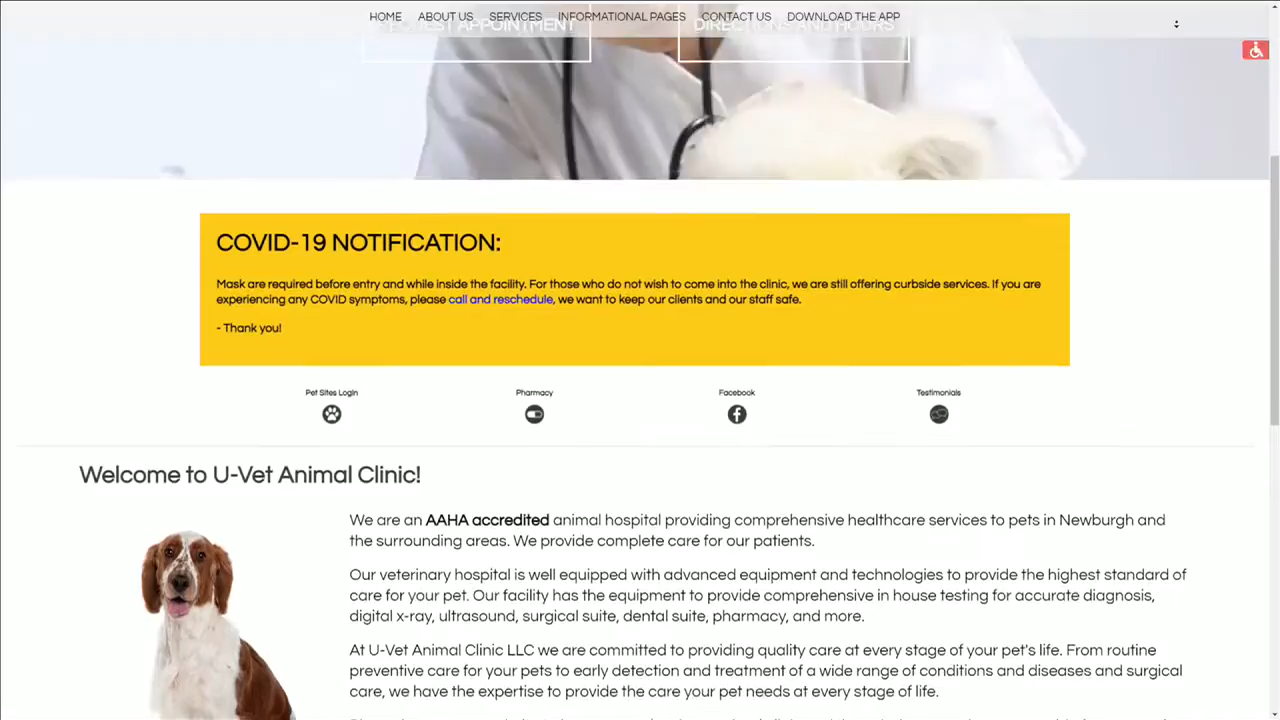 HOME ABOUT US SERVICES INFORMATIONAL PAGES CONTACT US DOWNLOAD THE APP
REQUEST APPOINTMENT DIRECTIONS AND HOURS
COVID-19 NOTIFICATION:
Mask are required before entry and while inside the facility. For those who do not wish to come into the clinic, we are still offering curbside services. If you are
experiencing any COVID symptoms, please call and reschedule, we want to keep our clients and our staff safe.
- Thank you!
Pet Sites Login Pharmacy Facebook Testimonials
Welcome to U-Vet Animal Clinic!
We are an AAHA accredited animal hospital providing comprehensive healthcare services to pets in Newburgh and
the surrounding areas. We provide complete care for our patients.
Our veterinary hospital is well equipped with advanced equipment and technologies to provide the highest standard of
care for your pet. Our facility has the equipment to provide comprehensive in house testing for accurate diagnosis,
digital x-ray, ultrasound, surgical suite, dental suite, pharmacy, and more.
At U-Vet Animal Clinic LLC we are committed to providing quality care at every stage of your pet's life. From routine
preventive care for your pets to early detection and treatment of a wide range of conditions and diseases and surgical
care, we have the expertise to provide the care your pet needs at every stage of life.